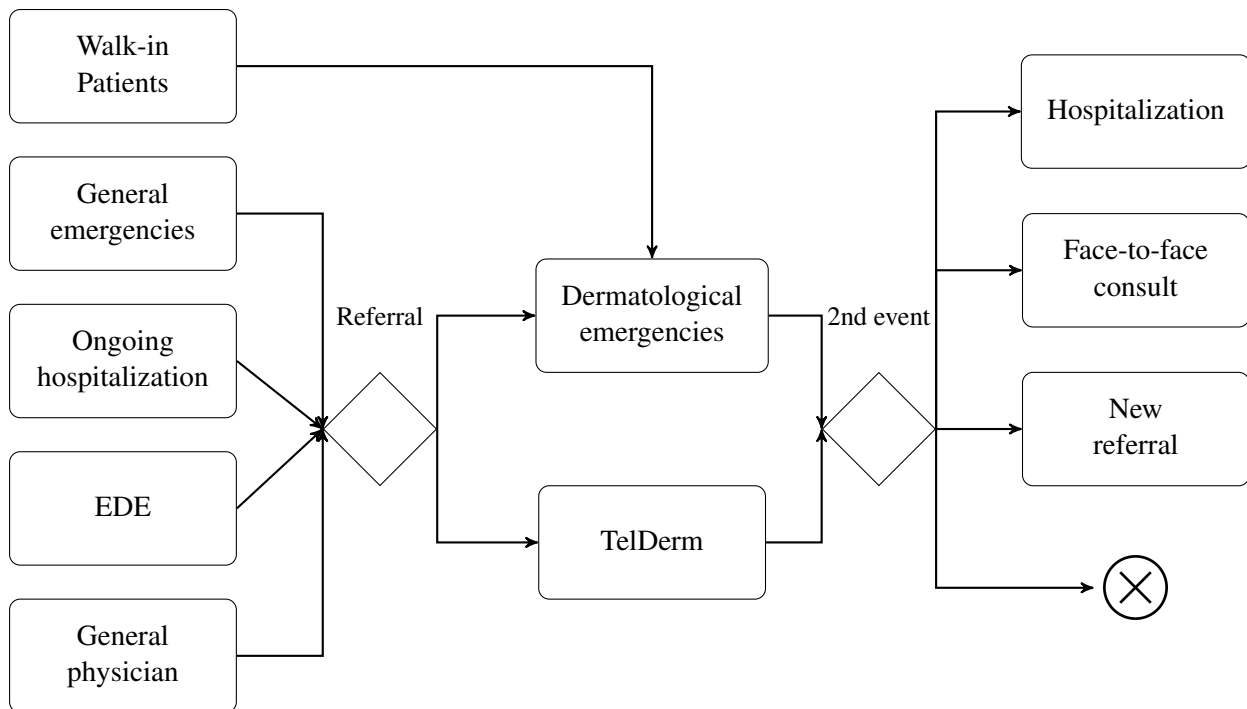 Walk-in
Patients
General
emergencies
Ongoing
hospitalization
EDE
General
physician
Referral
Dermatological
emergencies
TelDerm
2nd event
Hospitalization
Face-to-face
consult
New
referral